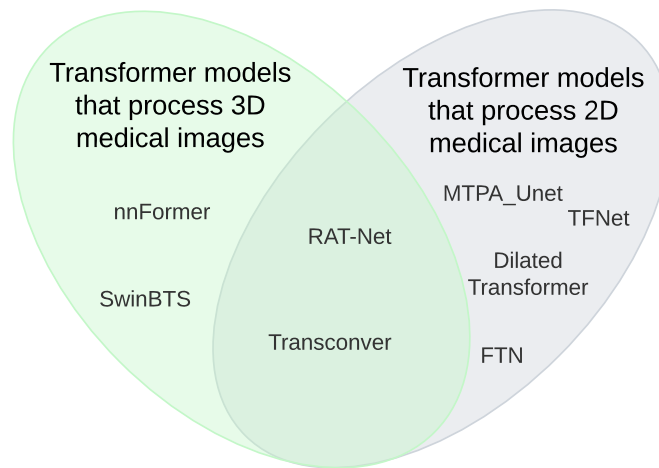 Transformer models
that process 3D
medical images
Transformer models
that process 2D
medical images
nnFormer
SwinBTS
RAT-Net
Transconver
MTPA_Unet
TFNet
Dilated
Transformer
FTN